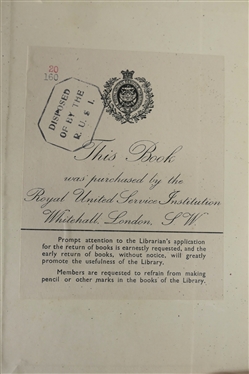 20
160
DISPOSED
OF BY THE
R. U. S. I.
This Book
was purchased by the
Royal United Service Institution
Whitehall, London, S.W.
Prompt attention to the Librarian's application
for the return of books is earnestly requested, and the
early return of books, without notice, will greatly
promote the usefulness of the Library.
Members are requested to refrain from making
pencil or other marks in the books of the Library.